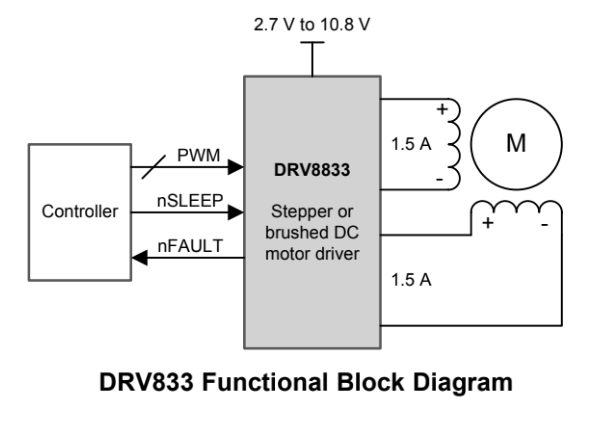 2.7 V to 10.8 V
PWM
nSLEEP
nFAULT
Controller
DRV8833
Stepper or
brushed DC
motor driver
+
1.5 A
-
M
+ -
1.5 A
DRV833 Functional Block Diagram